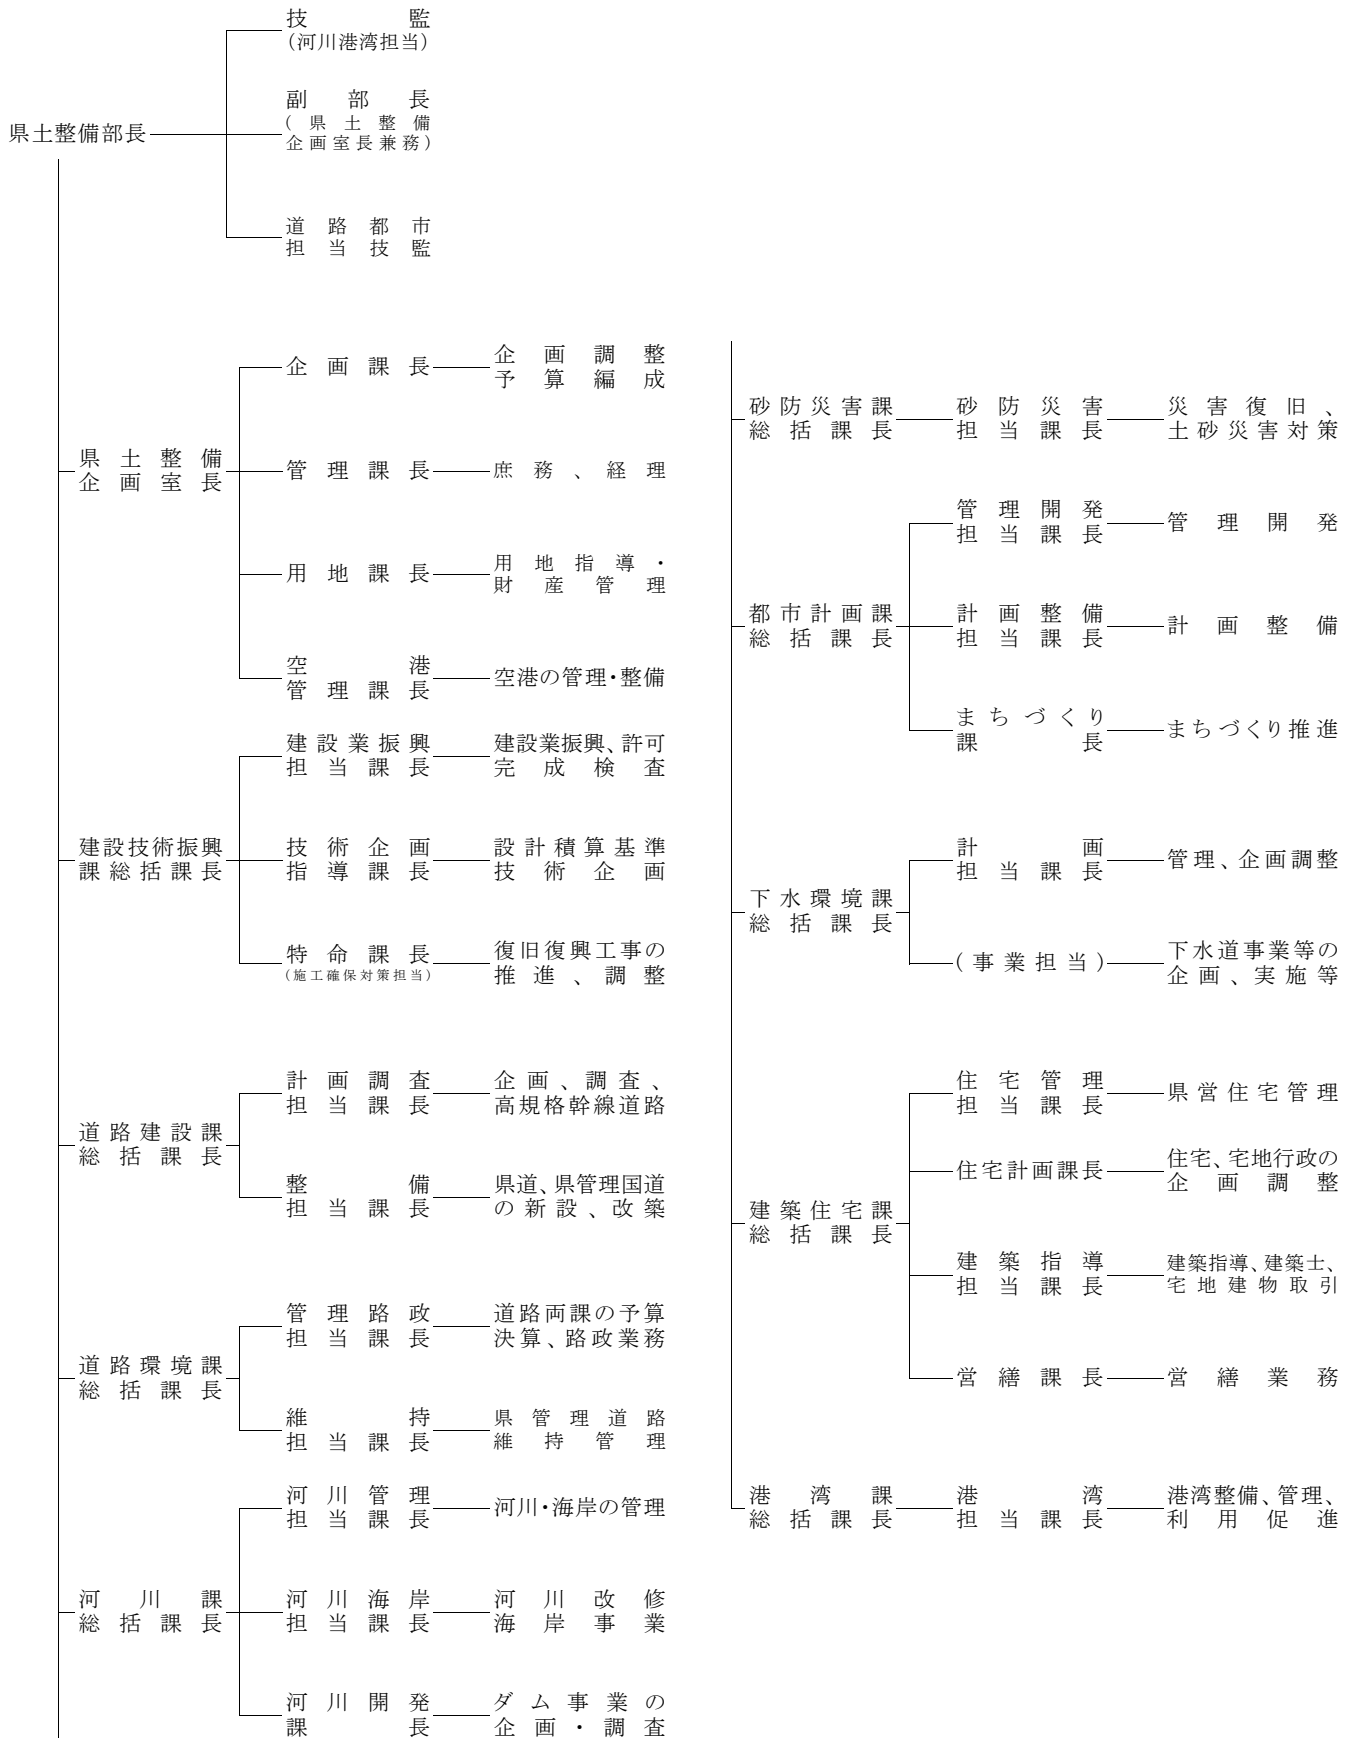 技監
(河川港湾担当)
副部長
(県土整備
企画室長兼務)
県土整備部長
道路都市
担当技監
県土整備
企画室長
企画課長
企画調整
予算編成
管理課長
庶務、経理
用地課長
用地指導・
財産管理
空港
管理課長
空港の管理・整備
建設技術振興
課総括課長
建設業振興
担当課長
建設業振興、許可
完成検査
技術企画
指導課長
設計積算基準
技術企画
特命課長
(施工確保対策担当)
復旧復興工事の
推進、調整
道路建設課
総括課長
計画調査
担当課長
企画、調査、
高規格幹線道路
整備
担当課長
県道、県管理国道
の新設、改築
道路環境課
総括課長
管理路政
担当課長
道路両課の予算
決算、路政業務
維持
担当課長
県管理道路
維持管理
河川課
総括課長
河川管理
担当課長
河川・海岸の管理
河川海岸
担当課長
河川改修
海岸事業
河川開発
課長
ダム事業の
企画・調査
砂防災害課
総括課長
砂防災害
担当課長
災害復旧、
土砂災害対策
都市計画課
総括課長
管理開発
担当課長
管理開発
計画整備
担当課長
計画整備
まちづくり
課長
まちづくり推進
下水環境課
総括課長
計画
担当課長
管理、企画調整
(事業担当)
下水道事業等の
企画、実施等
建築住宅課
総括課長
住宅管理
担当課長
県営住宅管理
住宅計画課長
住宅、宅地行政の
企画調整
建築指導
担当課長
建築指導、建築士、
宅地建物取引
営繕課長
営繕業務
港湾課
総括課長
港湾
担当課長
港湾整備、管理、
利用促進